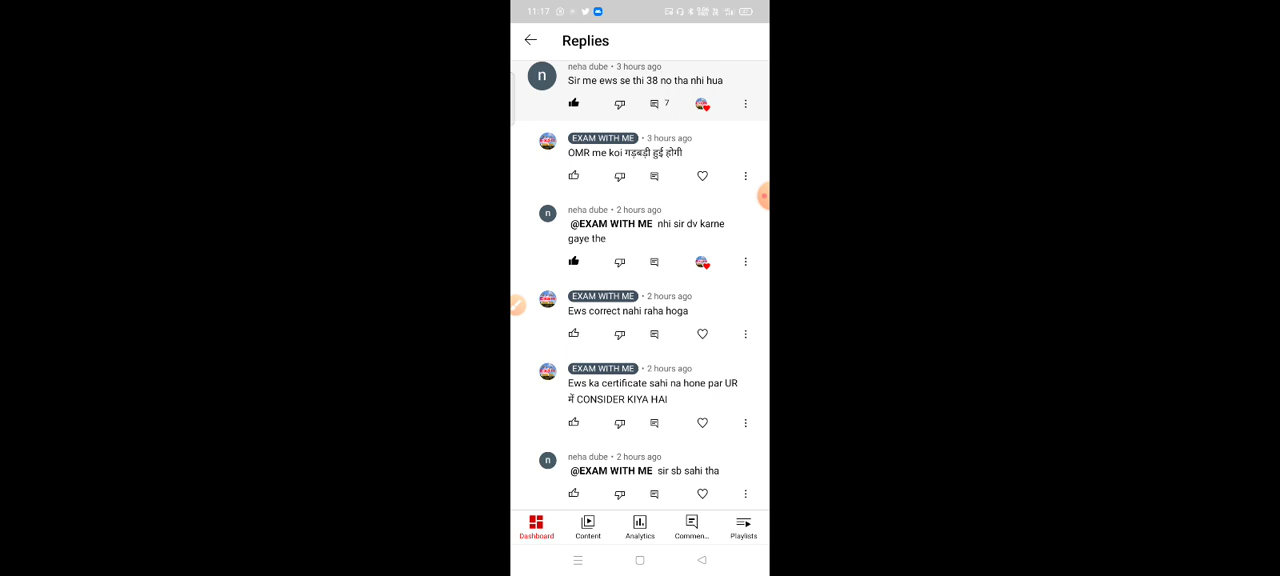 11:17
Replies
n
neha dube • 3 hours ago
Sir me ews se thi 38 no tha nhi hua
7
EXAM WITH ME • 3 hours ago
OMR me koi गड़बड़ी हुई होगी
n
neha dube • 2 hours ago
@EXAM WITH ME nhi sir dv karne
gaye the
EXAM WITH ME • 2 hours ago
Ews correct nahi raha hoga
EXAM WITH ME • 2 hours ago
Ews ka certificate sahi na hone par UR
में CONSIDER KIYA HAI
n
neha dube • 2 hours ago
@EXAM WITH ME sir sb sahi tha
Dashboard Content Analytics Commen... Playlists